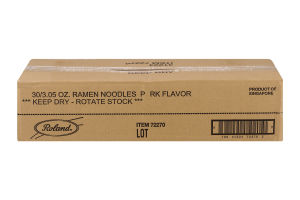 30/3.05 OZ. RAMEN NOODLES P RK FLAVOR
*** KEEP DRY - ROTATE STOCK ***
PRODUCT OF
SINGAPORE
Roland
ITEM 72270
LOT